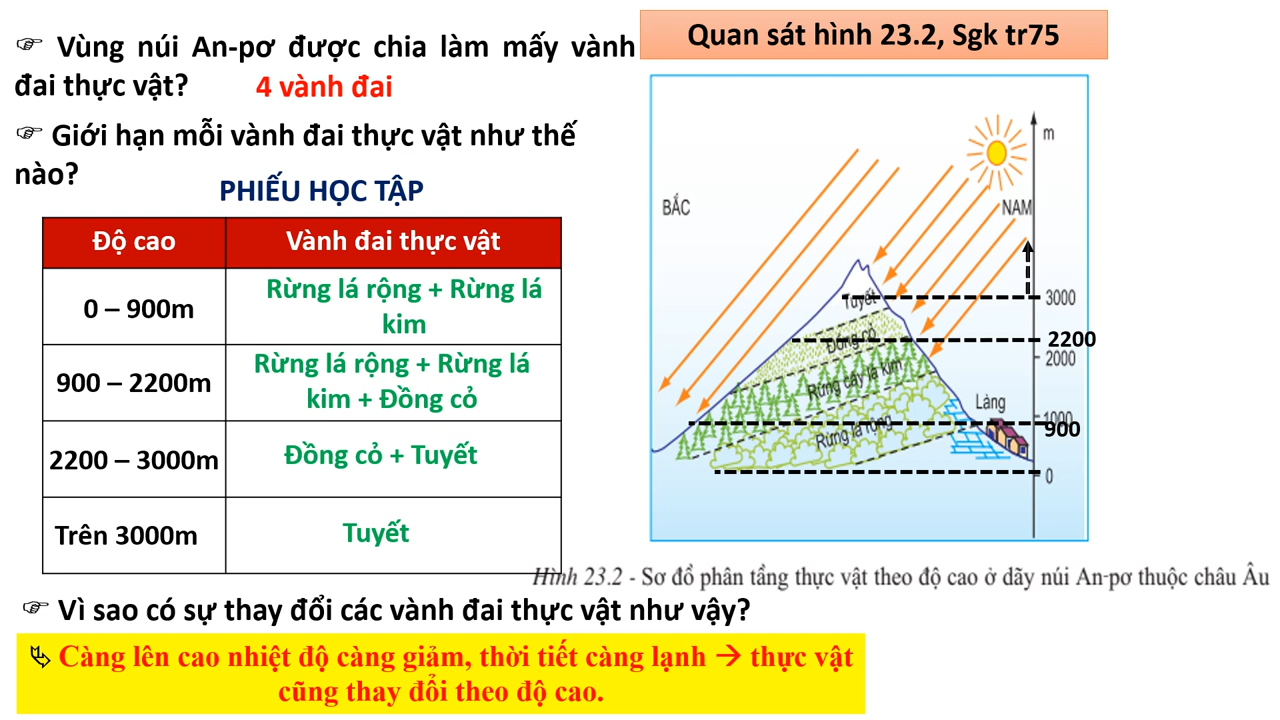 ☞ Vùng núi An-pơ được chia làm mấy vành
đai thực vật?
4 vành đai
☞ Giới hạn mỗi vành đai thực vật như thế
nào?
PHIẾU HỌC TẬP
Độ cao Vành đai thực vật
0 – 900m
Rừng lá rộng + Rừng lá
kim
900 – 2200m
Rừng lá rộng + Rừng lá
kim + Đồng cỏ
2200 – 3000m
Đồng cỏ + Tuyết
Trên 3000m
Tuyết
Quan sát hình 23.2, Sgk tr75
m
BẮC
NAM
Tuyết
3000
Đồng cỏ
2200
2000
Rừng cây lá kim
Làng
1000
900
Rừng lá rộng
0
Hình 23.2 - Sơ đồ phân tầng thực vật theo độ cao ở dãy núi An-pơ thuộc châu Âu
☞ Vì sao có sự thay đổi các vành đai thực vật như vậy?
Càng lên cao nhiệt độ càng giảm, thời tiết càng lạnh → thực vật
cũng thay đổi theo độ cao.